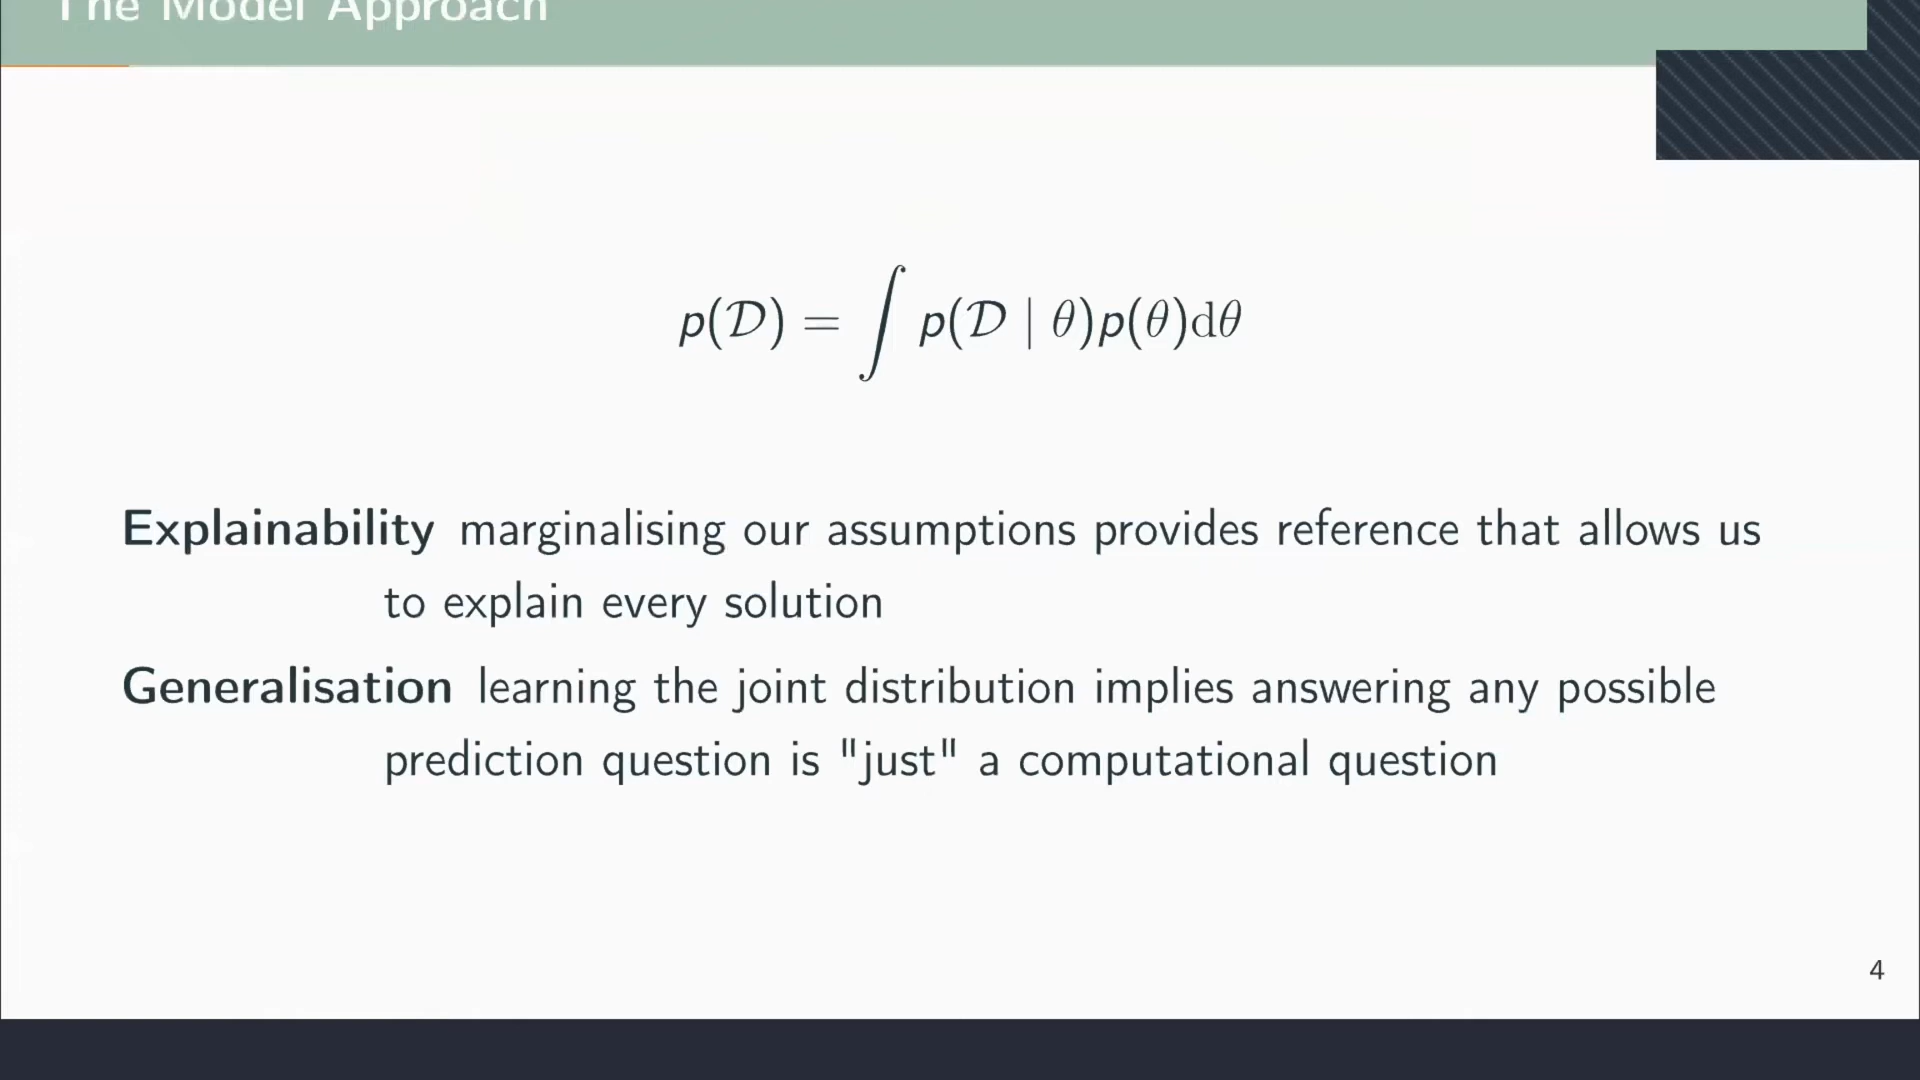 The Model Approach
p(𝒟) = ∫ p(𝒟 | θ)p(θ)dθ
Explainability marginalising our assumptions provides reference that allows us
to explain every solution
Generalisation learning the joint distribution implies answering any possible
prediction question is "just" a computational question
4